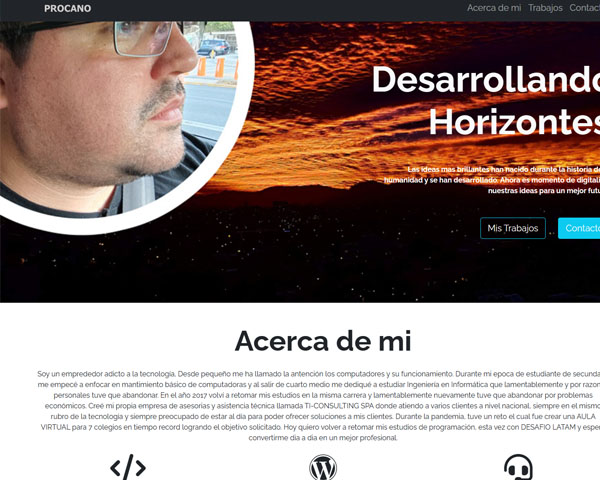 PROCANO
Acerca de mi Trabajos Contact
Desarrollando
Horizontes
Las ideas mas brillantes han nacido durante la historia de
humanidad y se han desarrollado. Ahora es momento de digitali
nuestras ideas para un mejor futu
Mis Trabajos Contacto
Acerca de mi
Soy un emprededor adicto a la tecnología, Desde pequeño me ha llamado la antención los computadores y su funcionamiento. Durante mi epoca de estudiante de secunda
me empecé a enfocar en mantimiento básico de computadoras y al salir de cuarto medio me dediqué a estudiar Ingeniería en Informática que lamentablemente y por razon
personales tuve que abandonar. En el año 2017 volví a retomar mis estudios en la misma carrera y lamentablemente nuevamente tuve que abandonar por problemas
económicos. Creé mi propia empresa de asesorias y asistencia técnica llamada TI-CONSULTING SPA donde atiendo a varios clientes a nivel nacional, siempre en el mismo
rubro de la tecnología y siempre preocupado de estar al día para poder ofrecer soluciones a mis clientes. Durante la pandemia, tuve un reto el cual fue crear una AULA
VIRTUAL para 7 colegios en tiempo record logrando el objetivo solicitado. Hoy quiero volver a retomar mis estudios de programación, esta vez con DESAFIO LATAM y esper
convertirme dia a dia en un mejor profesional.